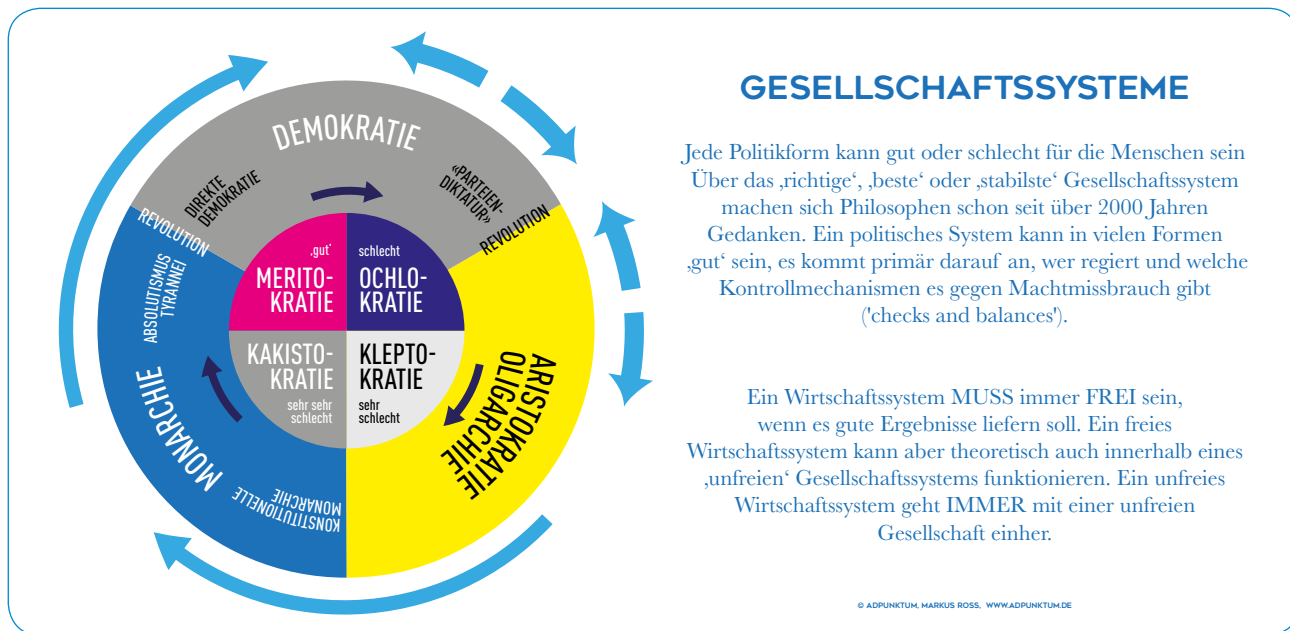 DEMOKRATIE
DIREKTE
DEMOKRATIE
«PARTEIEN-
DIKTATUR»
REVOLUTION
REVOLUTION
ABSOLUTISMUS
TYRANNEI
MONARCHIE
KONSTITUTIONELLE
MONARCHIE
ARISTOKRATIE
OLIGARCHIE
‚gut‘
MERITO-
KRATIE
schlecht
OCHLO-
KRATIE
KAKISTO-
KRATIE
sehr sehr
schlecht
KLEPTO-
KRATIE
sehr
schlecht
GESELLSCHAFTSSYSTEME
Jede Politikform kann gut oder schlecht für die Menschen sein
Über das ‚richtige‘, ‚beste‘ oder ‚stabilste‘ Gesellschaftssystem
machen sich Philosophen schon seit über 2000 Jahren
Gedanken. Ein politisches System kann in vielen Formen
‚gut‘ sein, es kommt primär darauf an, wer regiert und welche
Kontrollmechanismen es gegen Machtmissbrauch gibt
('checks and balances').
Ein Wirtschaftssystem MUSS immer FREI sein,
wenn es gute Ergebnisse liefern soll. Ein freies
Wirtschaftssystem kann aber theoretisch auch innerhalb eines
‚unfreien‘ Gesellschaftssystems funktionieren. Ein unfreies
Wirtschaftssystem geht IMMER mit einer unfreien
Gesellschaft einher.
© ADPUNKTUM, MARKUS ROSS, WWW.ADPUNKTUM.DE